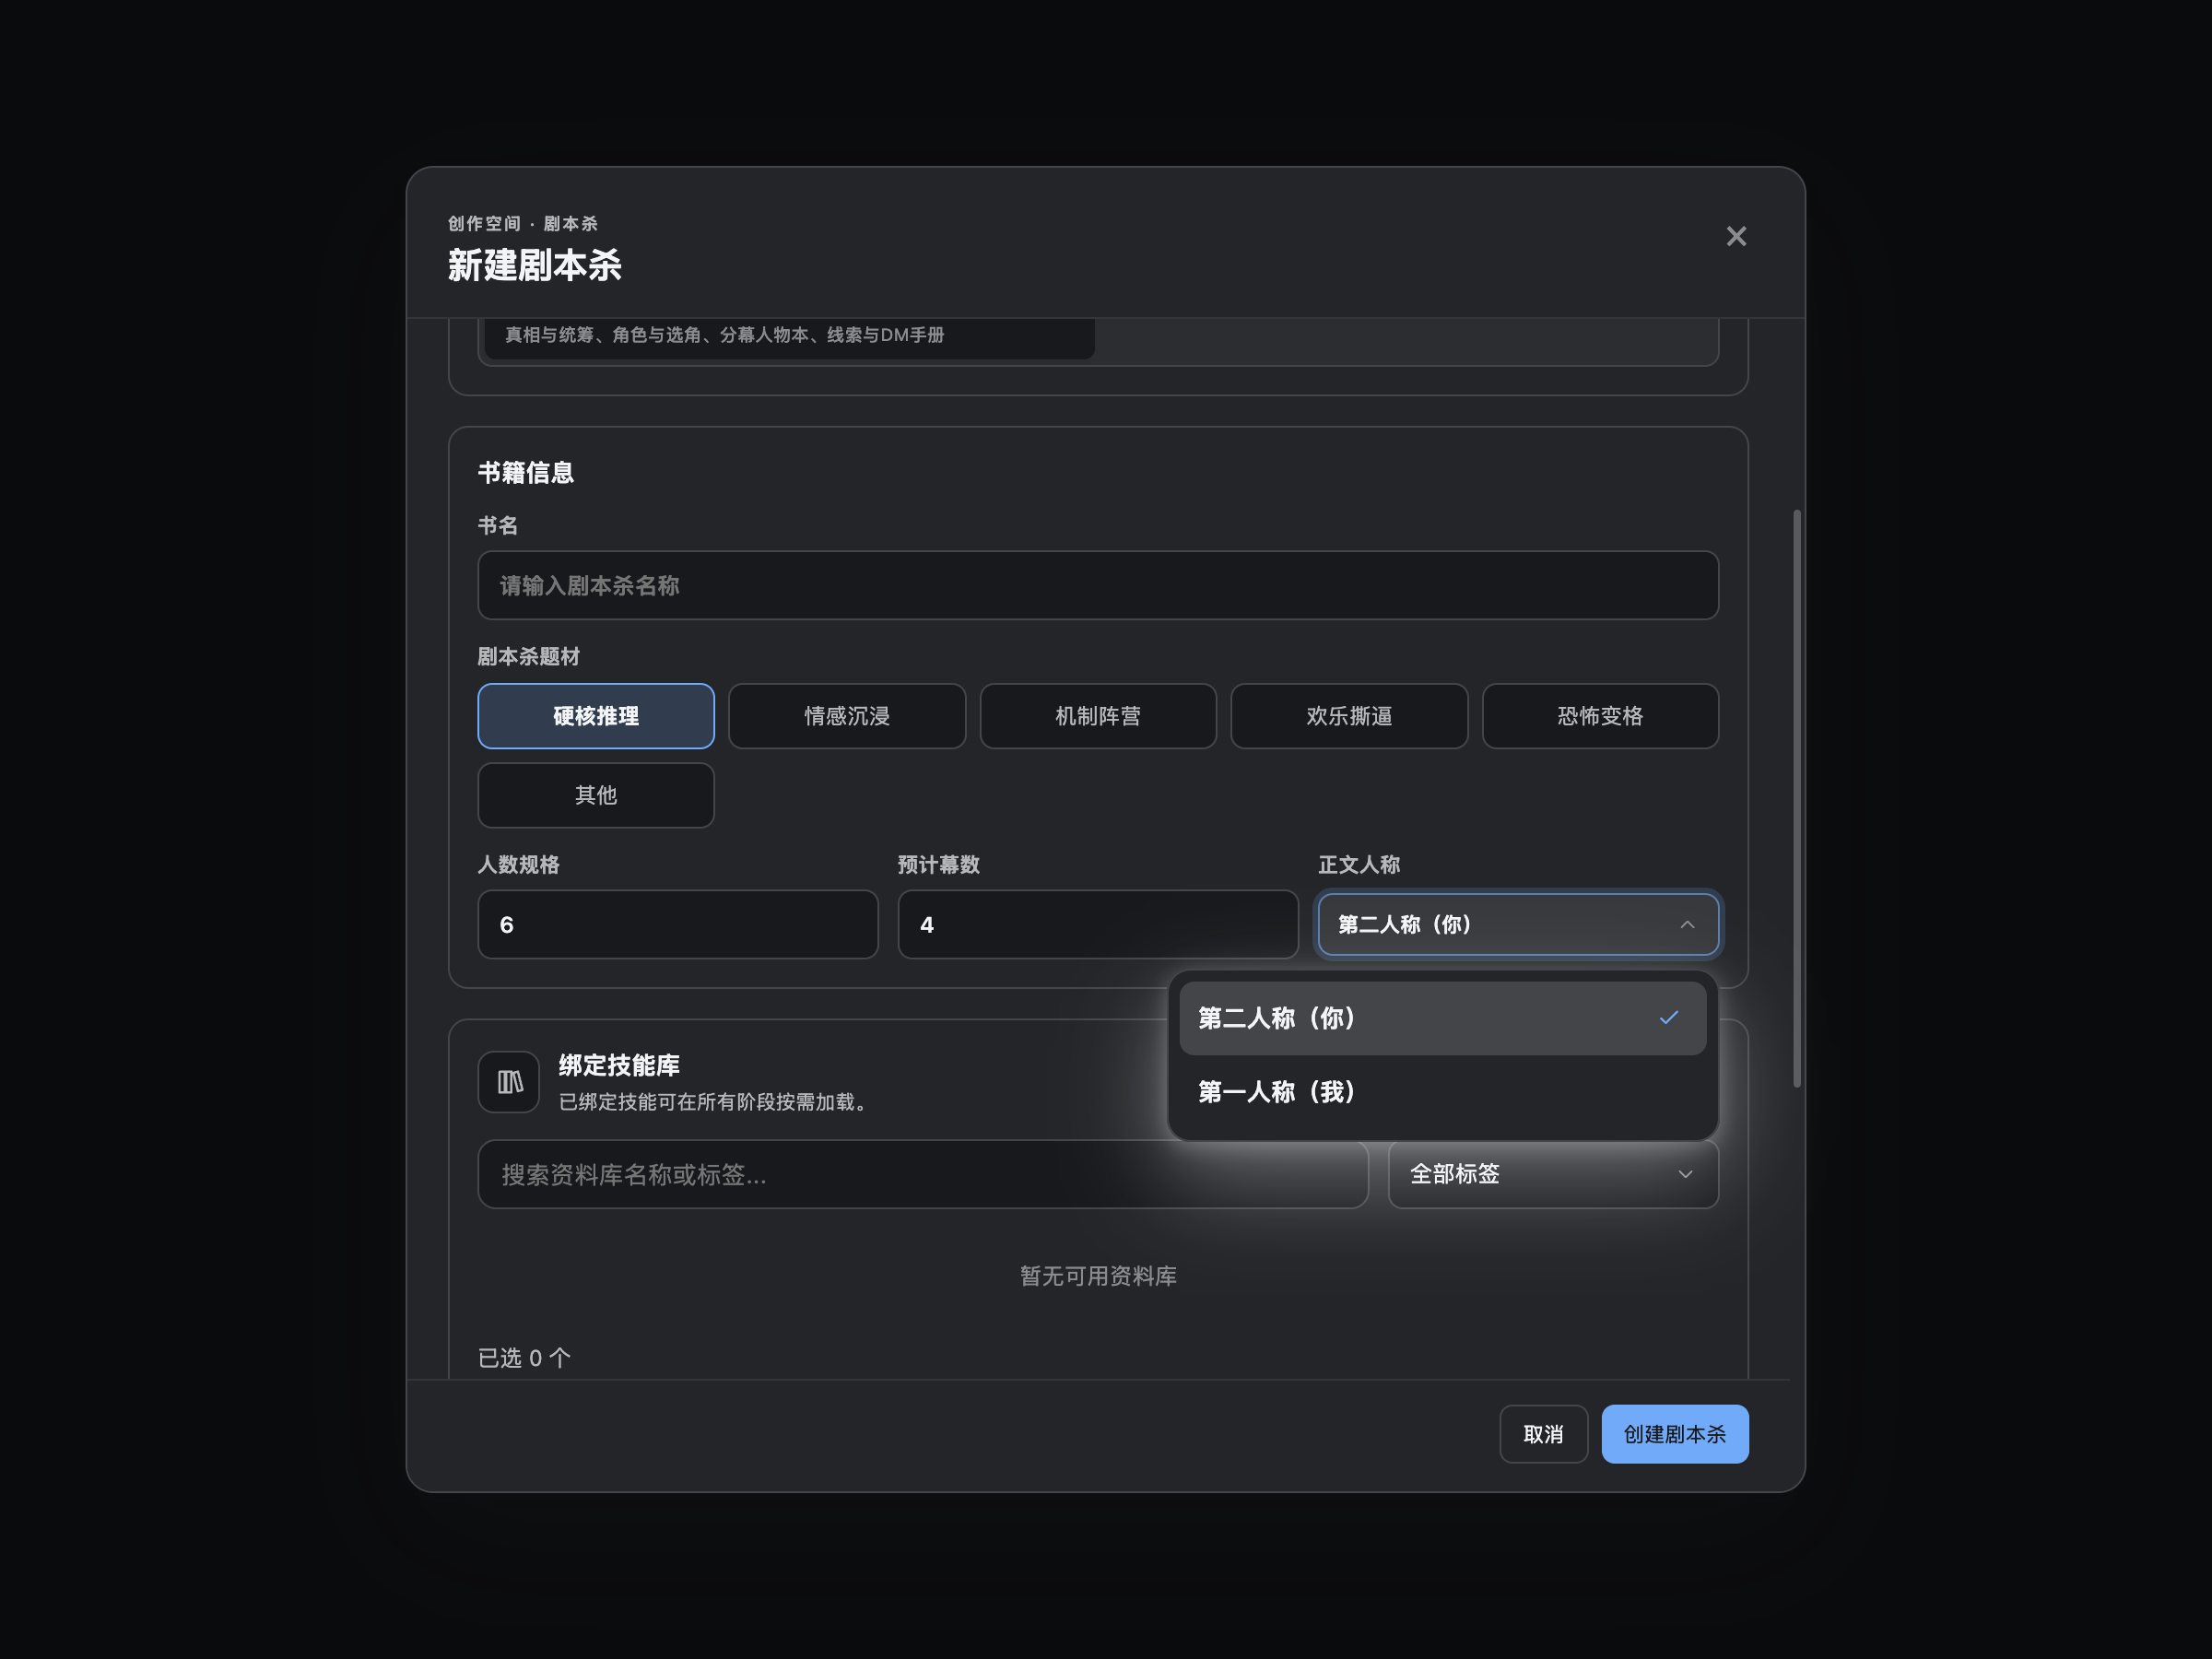 创作空间 · 剧本杀
新建剧本杀
真相与统筹、角色与选角、分幕人物本、线索与DM手册
书籍信息
书名
请输入剧本杀名称
剧本杀题材
硬核推理
情感沉浸
机制阵营
欢乐撕逼
恐怖变格
其他
人数规格
预计幕数
正文人称
6
4
第二人称（你）
第二人称（你）
第一人称（我）
绑定技能库
已绑定技能可在所有阶段按需加载。
搜索资料库名称或标签...
全部标签
暂无可用资料库
已选 0 个
取消
创建剧本杀